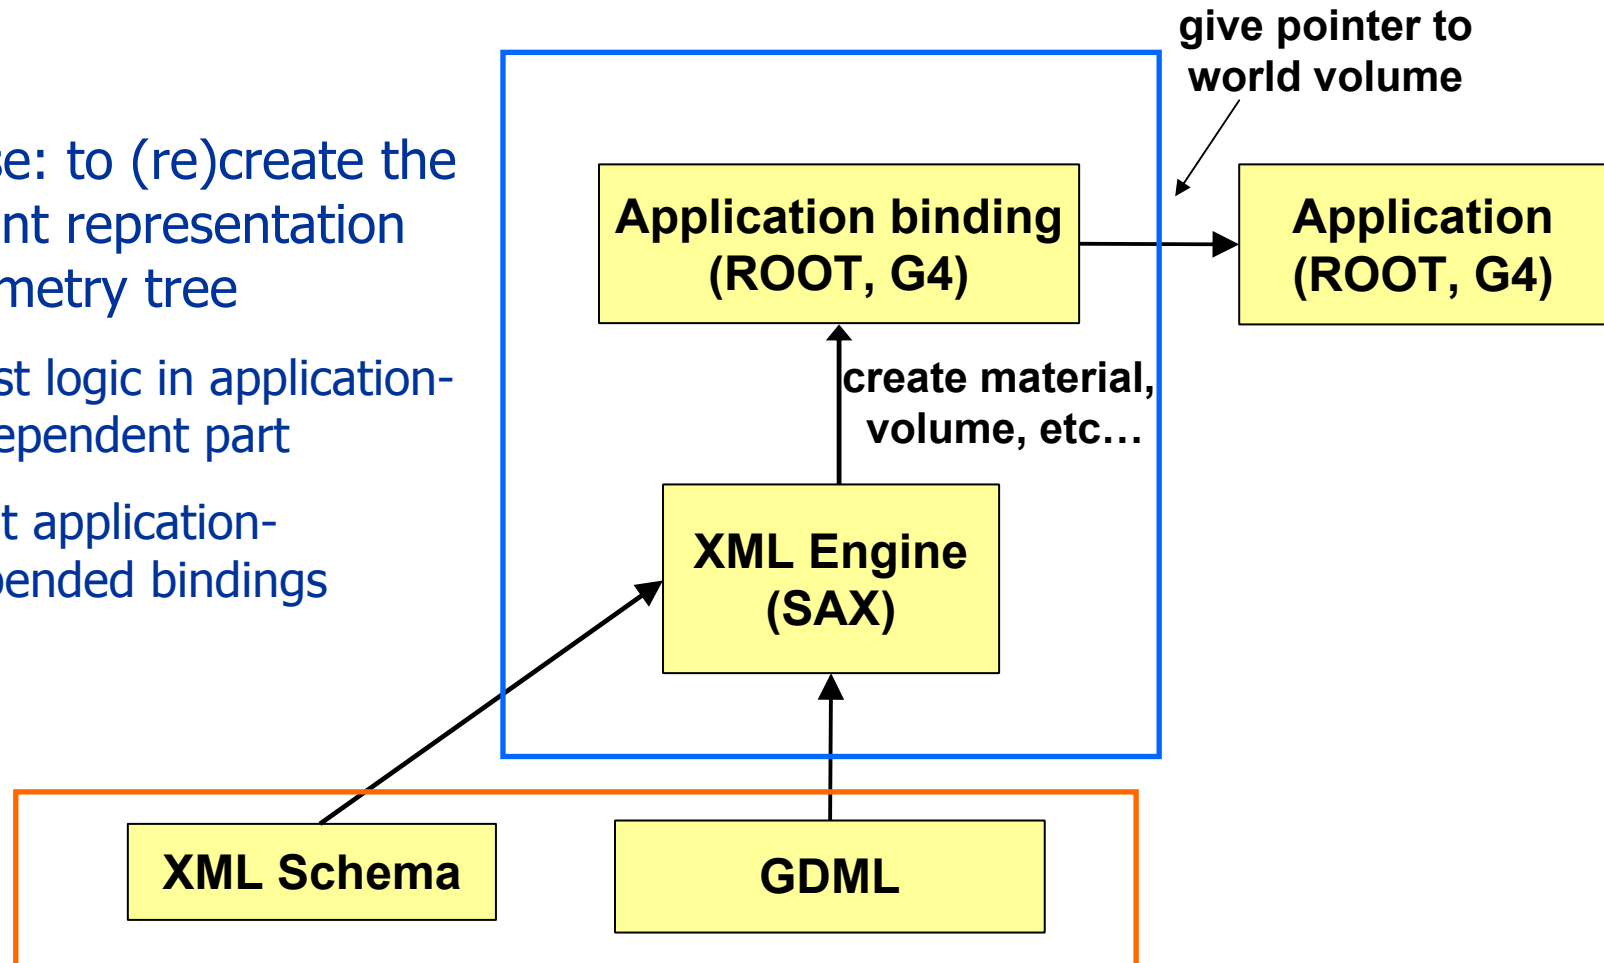 give pointer to
world volume
se: to (re)create the
nt representation
metry tree
st logic in application-
ependent part
t application-
pended bindings
Application binding
(ROOT, G4)
Application
(ROOT, G4)
create material,
volume, etc…
XML Engine
(SAX)
XML Schema
GDML